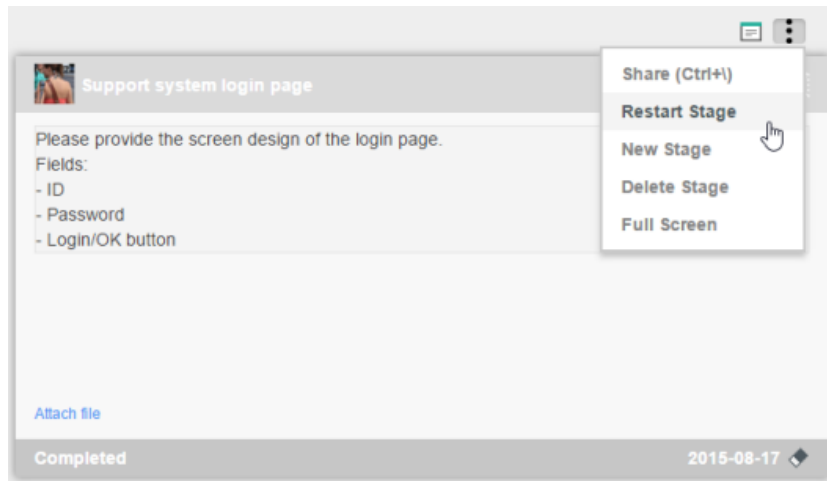 Support system login page
Share (Ctrl+\)
Restart Stage
New Stage
Delete Stage
Full Screen
Please provide the screen design of the login page.
Fields:
- ID
- Password
- Login/OK button
Attach file
Completed
2015-08-17